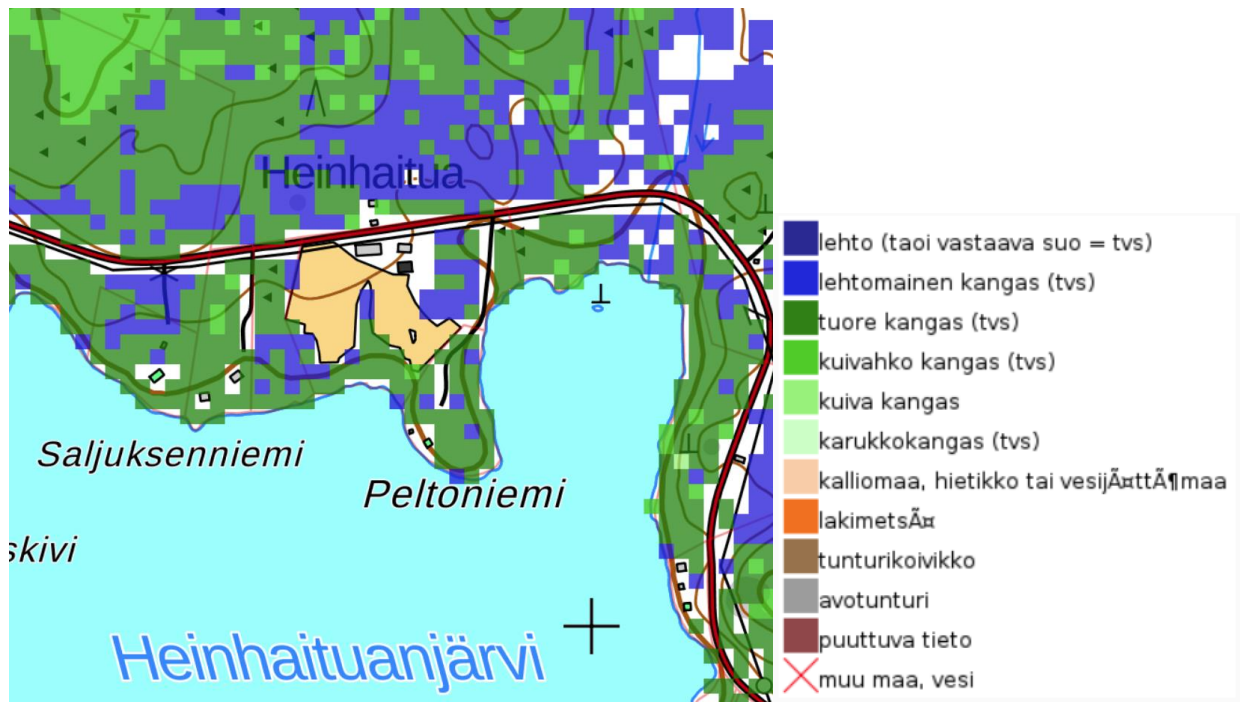 Heinhaitua
Saljuksenniemi
Peltoniemi
skivi
Heinhaituanjärvi
lehto (taoi vastaava suo = tvs)
lehtomainen kangas (tvs)
tuore kangas (tvs)
kuivahko kangas (tvs)
kuiva kangas
karukkokangas (tvs)
kalliomaa, hietikko tai vesijÃ¤ttÃ¶maa
lakimetsÃ¤
tunturikoivikko
avotunturi
puuttuva tieto
muu maa, vesi